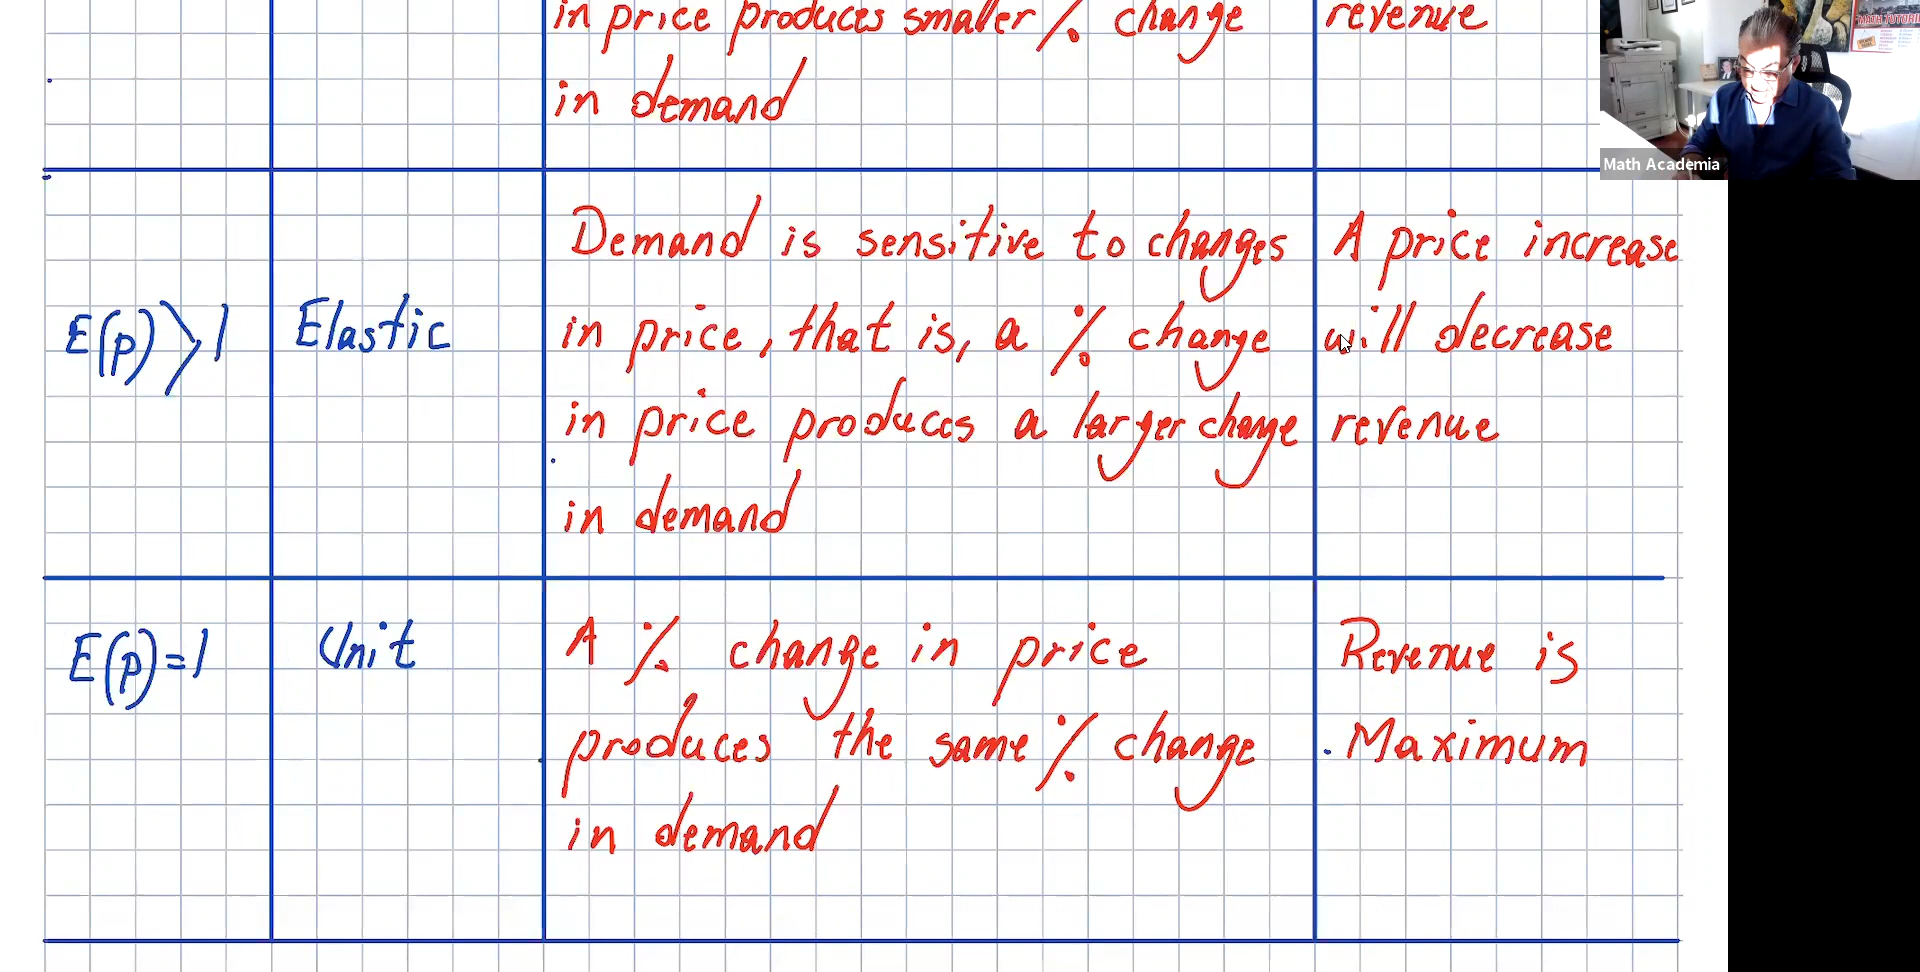 in price produces smaller % change
in demand
revenue
MATH TUTORI
Math Academia
E(p) > 1
Elastic
Demand is sensitive to changes
in price, that is, a % change
in price produces a larger change
in demand
A price increase
will decrease
revenue
E(p) = 1
Unit
A % change in price
produces the same % change
in demand
Revenue is
Maximum